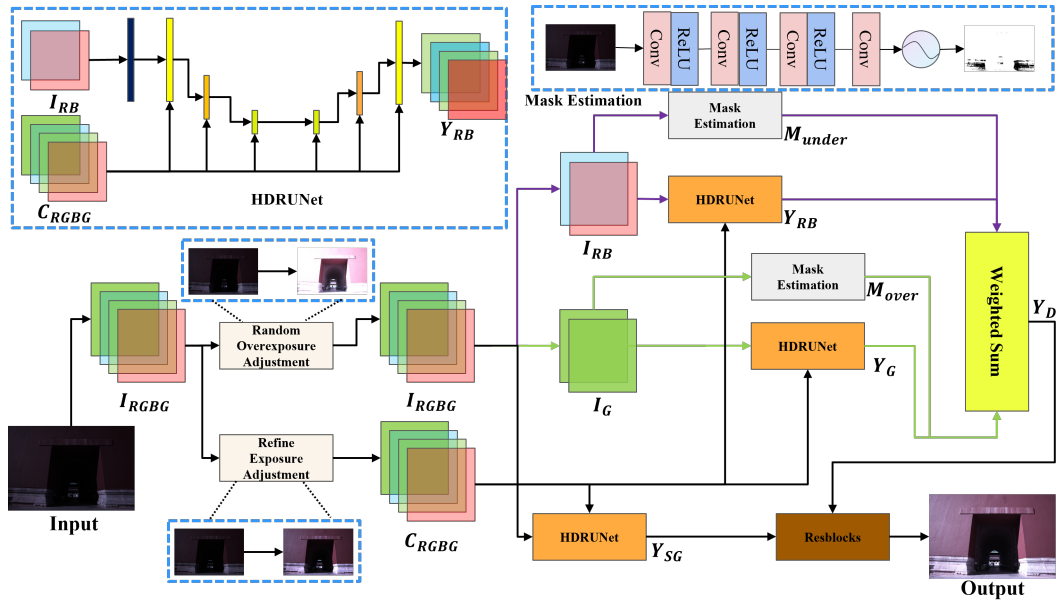 I_RB
C_RGBG
Y_RB
HDRUNet
Conv
ReLU
Conv
ReLU
Conv
ReLU
Conv
Mask Estimation
Mask
Estimation
M_under
I_RB
HDRUNet
Y_RB
Mask
Estimation
M_over
I_G
HDRUNet
Y_G
Weighted Sum
Y_D
I_RGBG
Random
Overexposure
Adjustment
I_RGBG
Input
Refine
Exposure
Adjustment
C_RGBG
HDRUNet
Y_SG
Resblocks
Output